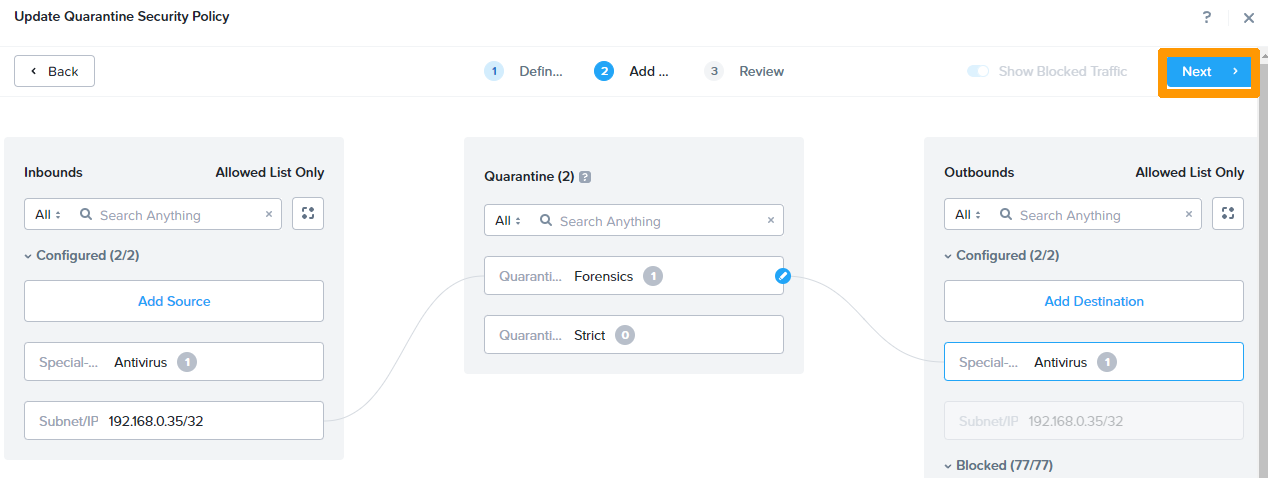 Update Quarantine Security Policy
?
×
Back
1 Defin...
2 Add ...
3 Review
Show Blocked Traffic
Next
Inbounds
Allowed List Only
All
Search Anything
×
Configured (2/2)
Add Source
Special-... Antivirus 1
Subnet/IP 192.168.0.35/32
Quarantine (2) ?
All
Search Anything
×
Quaranti... Forensics 1
Quaranti... Strict 0
Outbounds
Allowed List Only
All
Search Anything
×
Configured (2/2)
Add Destination
Special-... Antivirus 1
Subnet/IP 192.168.0.35/32
Blocked (77/77)